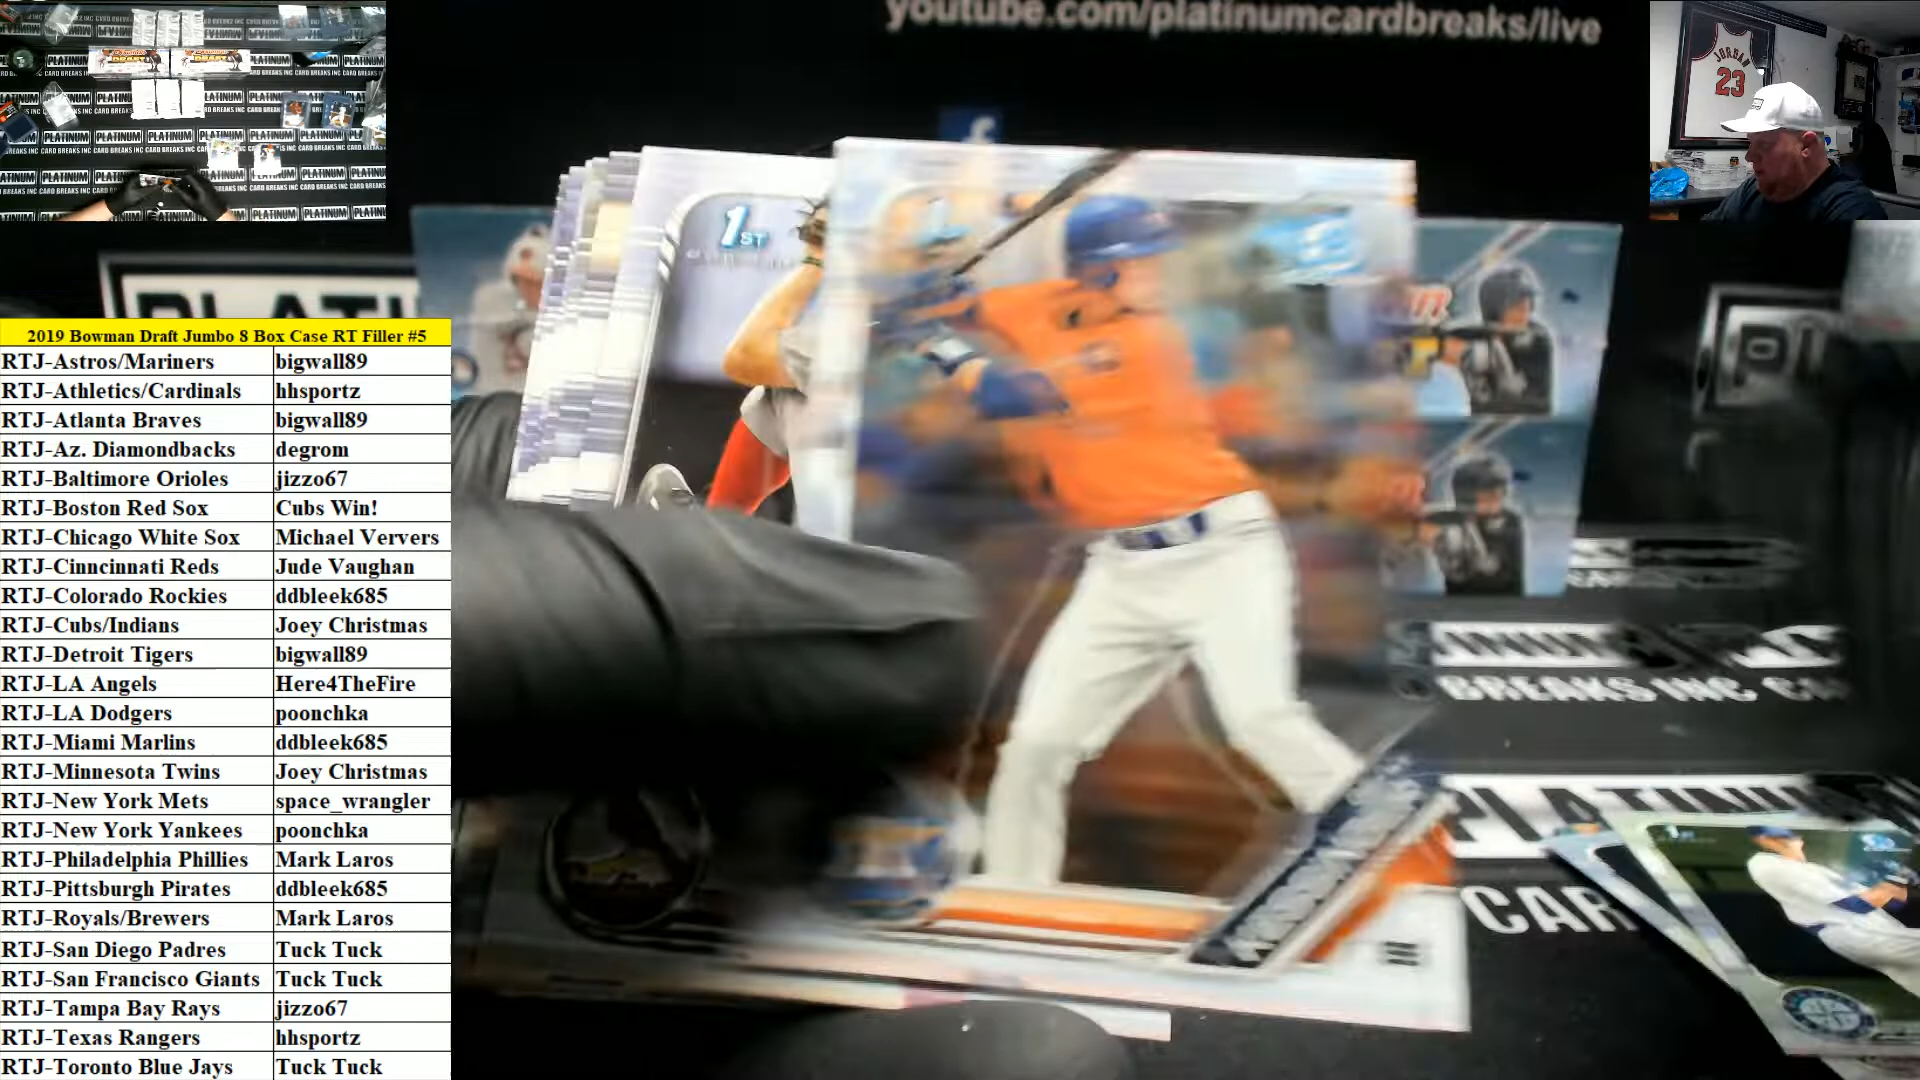 youtube.com/platinumcardbreaks/live
JORDAN
23
PLATINUM
CARD BREAKS INC
1ST
2019 Bowman Draft Jumbo 8 Box Case RT Filler #5
RTJ-Astros/Mariners bigwall89
RTJ-Athletics/Cardinals hhsportz
RTJ-Atlanta Braves bigwall89
RTJ-Az. Diamondbacks degrom
RTJ-Baltimore Orioles jizzo67
RTJ-Boston Red Sox Cubs Win!
RTJ-Chicago White Sox Michael Ververs
RTJ-Cinncinnati Reds Jude Vaughan
RTJ-Colorado Rockies ddbleek685
RTJ-Cubs/Indians Joey Christmas
RTJ-Detroit Tigers bigwall89
RTJ-LA Angels Here4TheFire
RTJ-LA Dodgers poonchka
RTJ-Miami Marlins ddbleek685
RTJ-Minnesota Twins Joey Christmas
RTJ-New York Mets space_wrangler
RTJ-New York Yankees poonchka
RTJ-Philadelphia Phillies Mark Laros
RTJ-Pittsburgh Pirates ddbleek685
RTJ-Royals/Brewers Mark Laros
RTJ-San Diego Padres Tuck Tuck
RTJ-San Francisco Giants Tuck Tuck
RTJ-Tampa Bay Rays jizzo67
RTJ-Texas Rangers hhsportz
RTJ-Toronto Blue Jays Tuck Tuck
BREAKS INC CA
PLATINUM
CAR